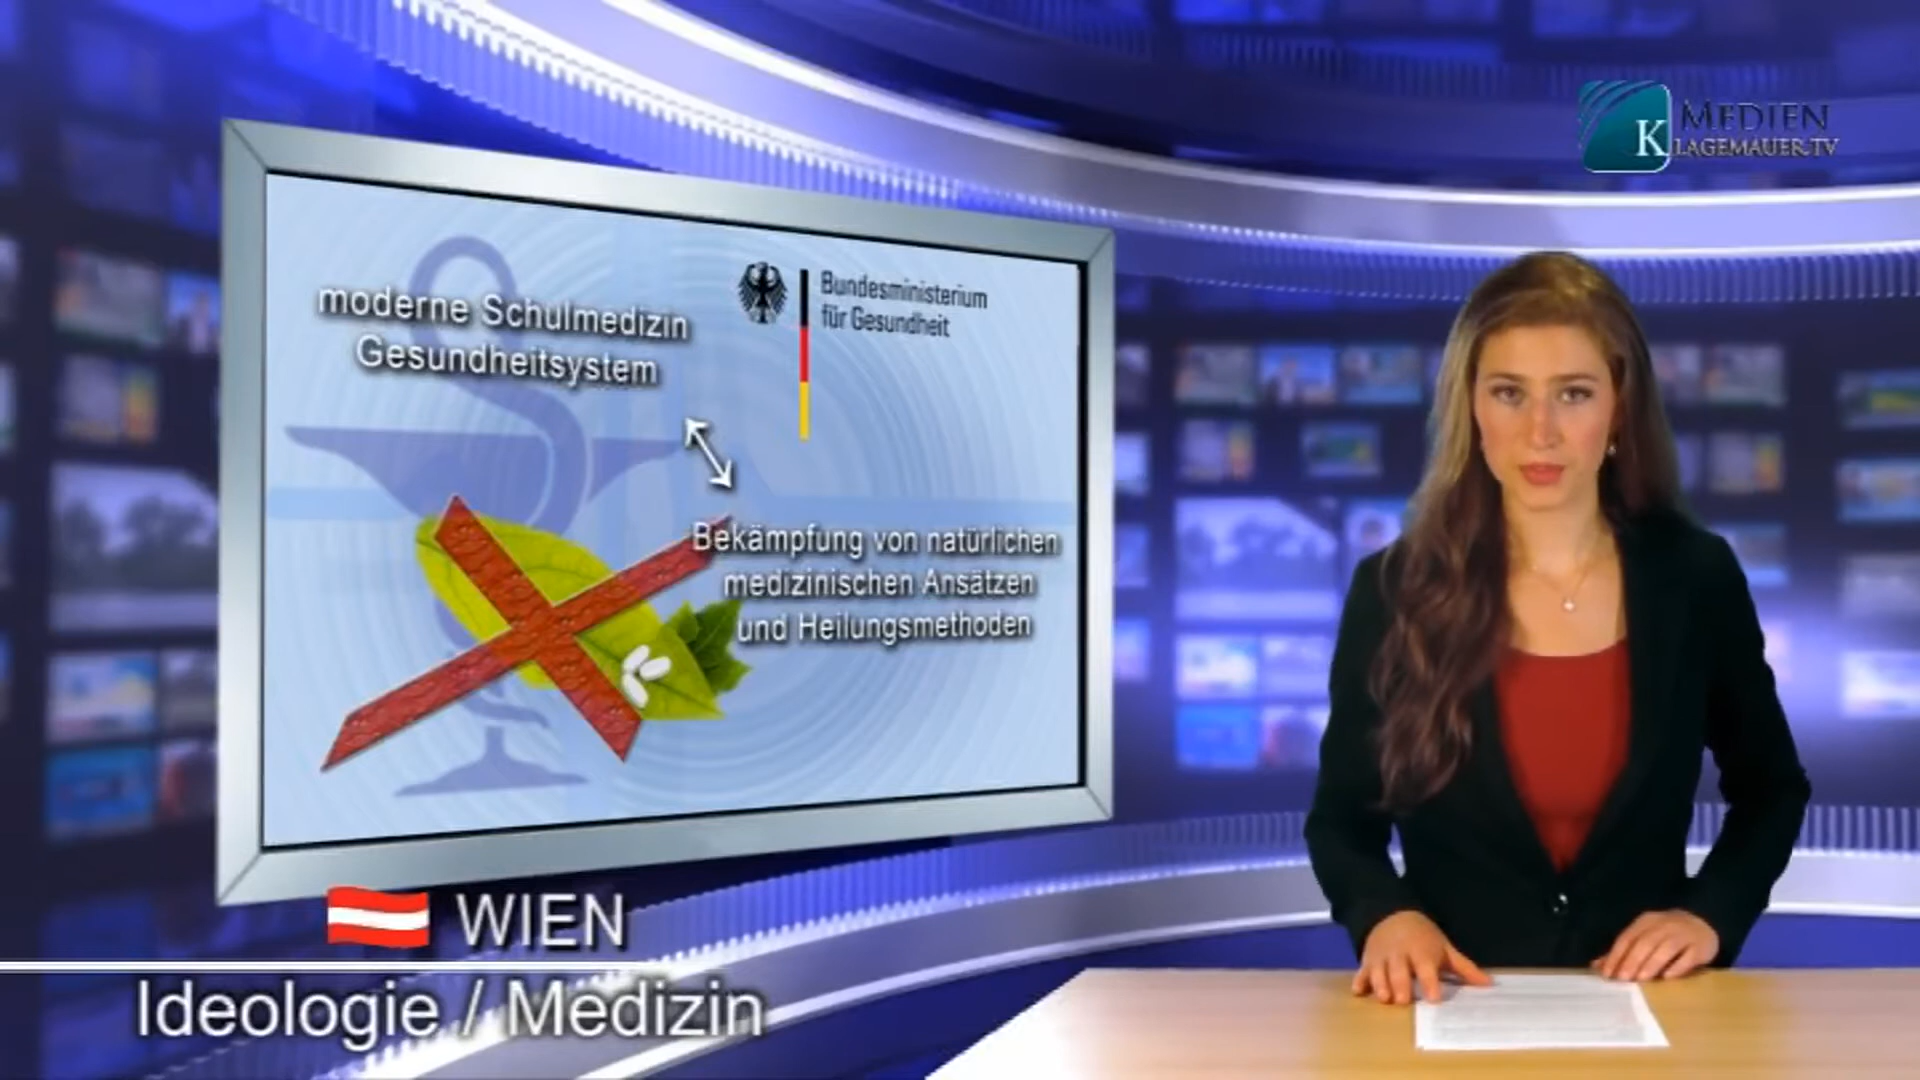 MEDIEN
KLAGEMAUER.TV
moderne Schulmedizin
Gesundheitsystem
Bundesministerium
für Gesundheit
Bekämpfung von natürlichen
medizinischen Ansätzen
und Heilungsmethoden
WIEN
Ideologie / Medizin